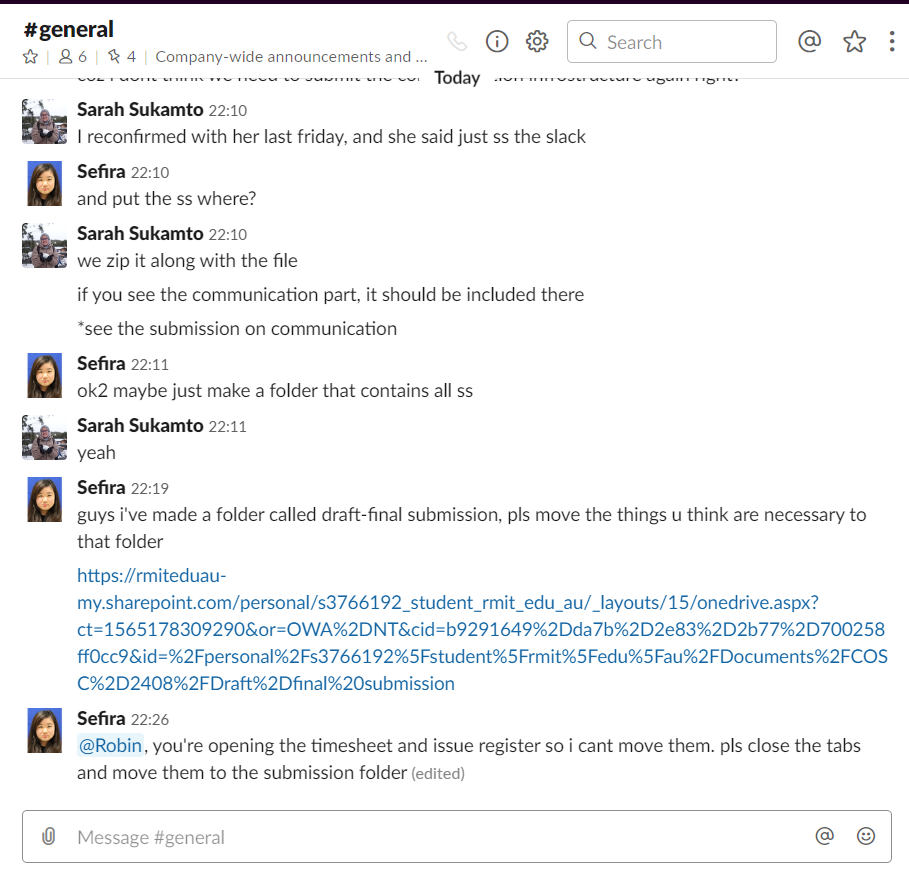 #general
6 | 4 | Company-wide announcements and ...
Search
Today
Sarah Sukamto 22:10
I reconfirmed with her last friday, and she said just ss the slack
Sefira 22:10
and put the ss where?
Sarah Sukamto 22:10
we zip it along with the file
if you see the communication part, it should be included there
*see the submission on communication
Sefira 22:11
ok2 maybe just make a folder that contains all ss
Sarah Sukamto 22:11
yeah
Sefira 22:19
guys i've made a folder called draft-final submission, pls move the things u think are necessary to
that folder
https://rmiteduau-
my.sharepoint.com/personal/s3766192_student_rmit_edu_au/_layouts/15/onedrive.aspx?
ct=1565178309290&or=OWA%2DNT&cid=b9291649%2Dda7b%2D2e83%2D2b77%2D700258
ff0cc9&id=%2Fpersonal%2Fs3766192%5Fstudent%5Frmit%5Fedu%5Fau%2FDocuments%2FCOS
C%2D2408%2FDraft%2Dfinal%20submission
Sefira 22:26
@Robin, you're opening the timesheet and issue register so i cant move them. pls close the tabs
and move them to the submission folder (edited)
Message #general